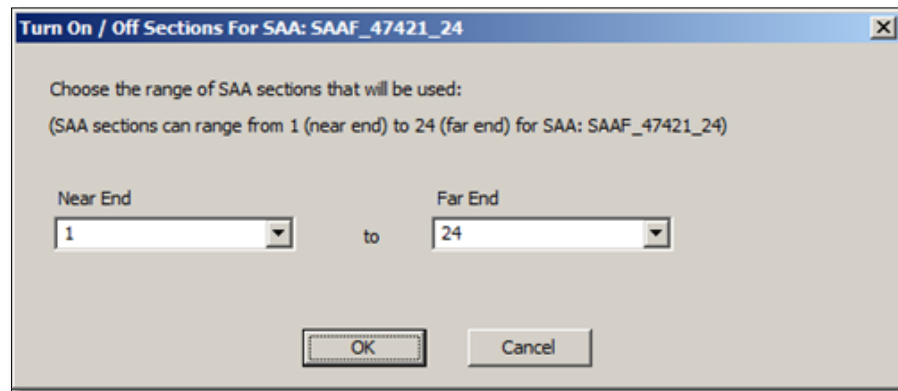 Turn On / Off Sections For SAA: SAAF_47421_24
Choose the range of SAA sections that will be used:
(SAA sections can range from 1 (near end) to 24 (far end) for SAA: SAAF_47421_24)
Near End
Far End
1
to
24
OK
Cancel